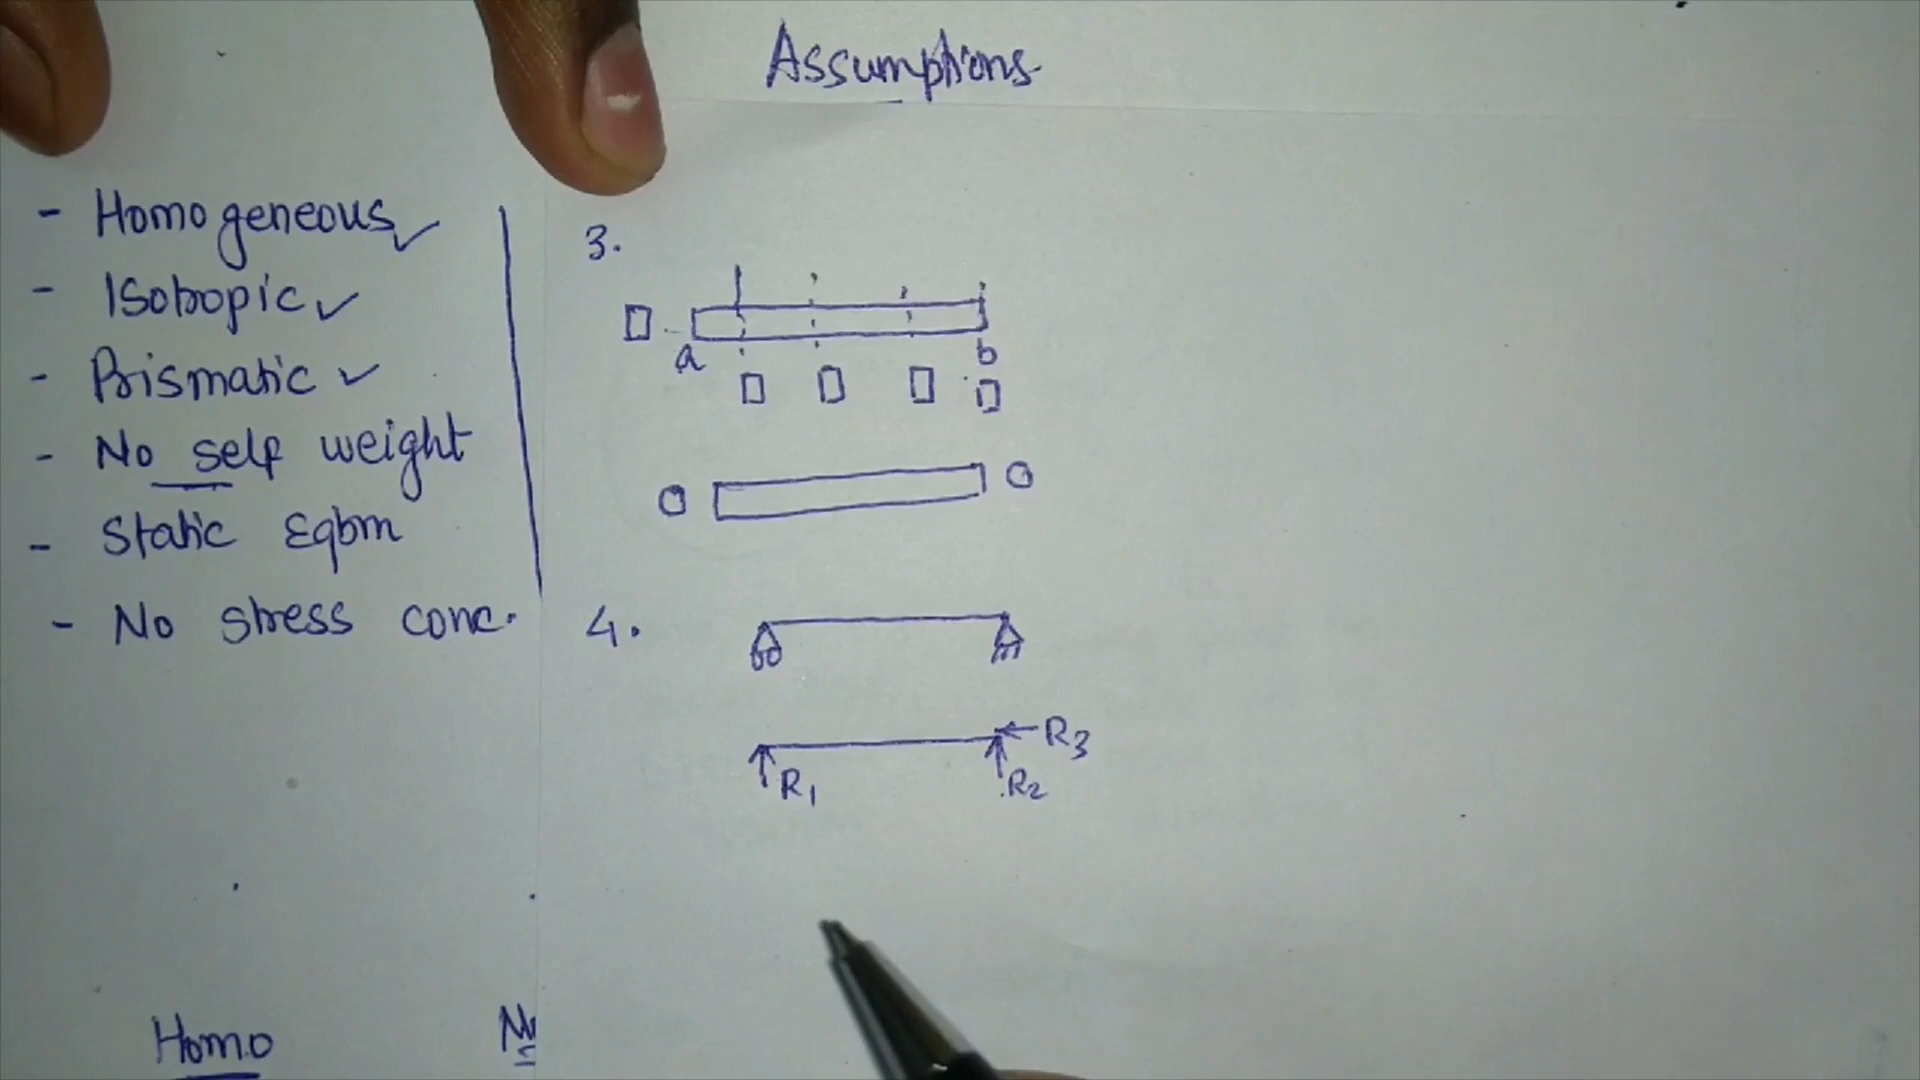 Assumptions
- Homogeneous ✓
- Isotropic ✓
- Prismatic ✓
- No self weight
- Static Eqbm
- No stress conc.
3.
a
b
4.
R3
R1
R2
Homo